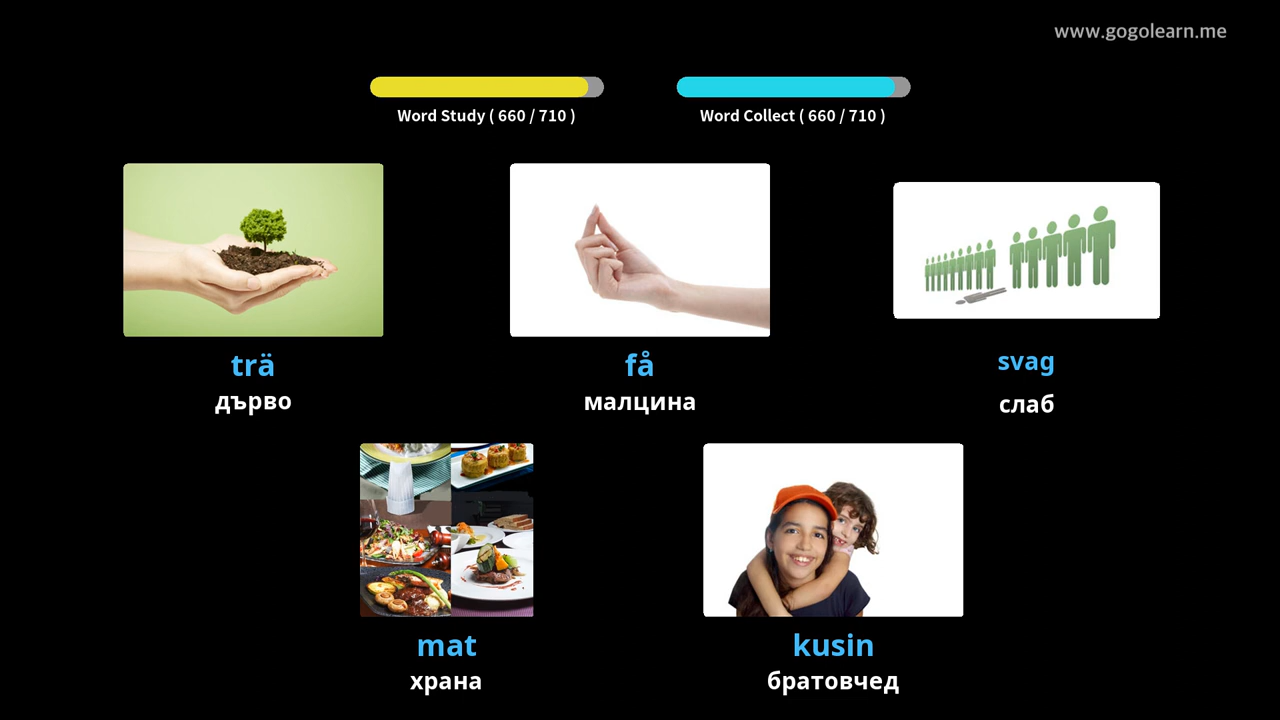 www.gogolearn.me
Word Study ( 660 / 710 )
Word Collect ( 660 / 710 )
trä
дърво
få
малцина
svag
слаб
mat
храна
kusin
братовчед